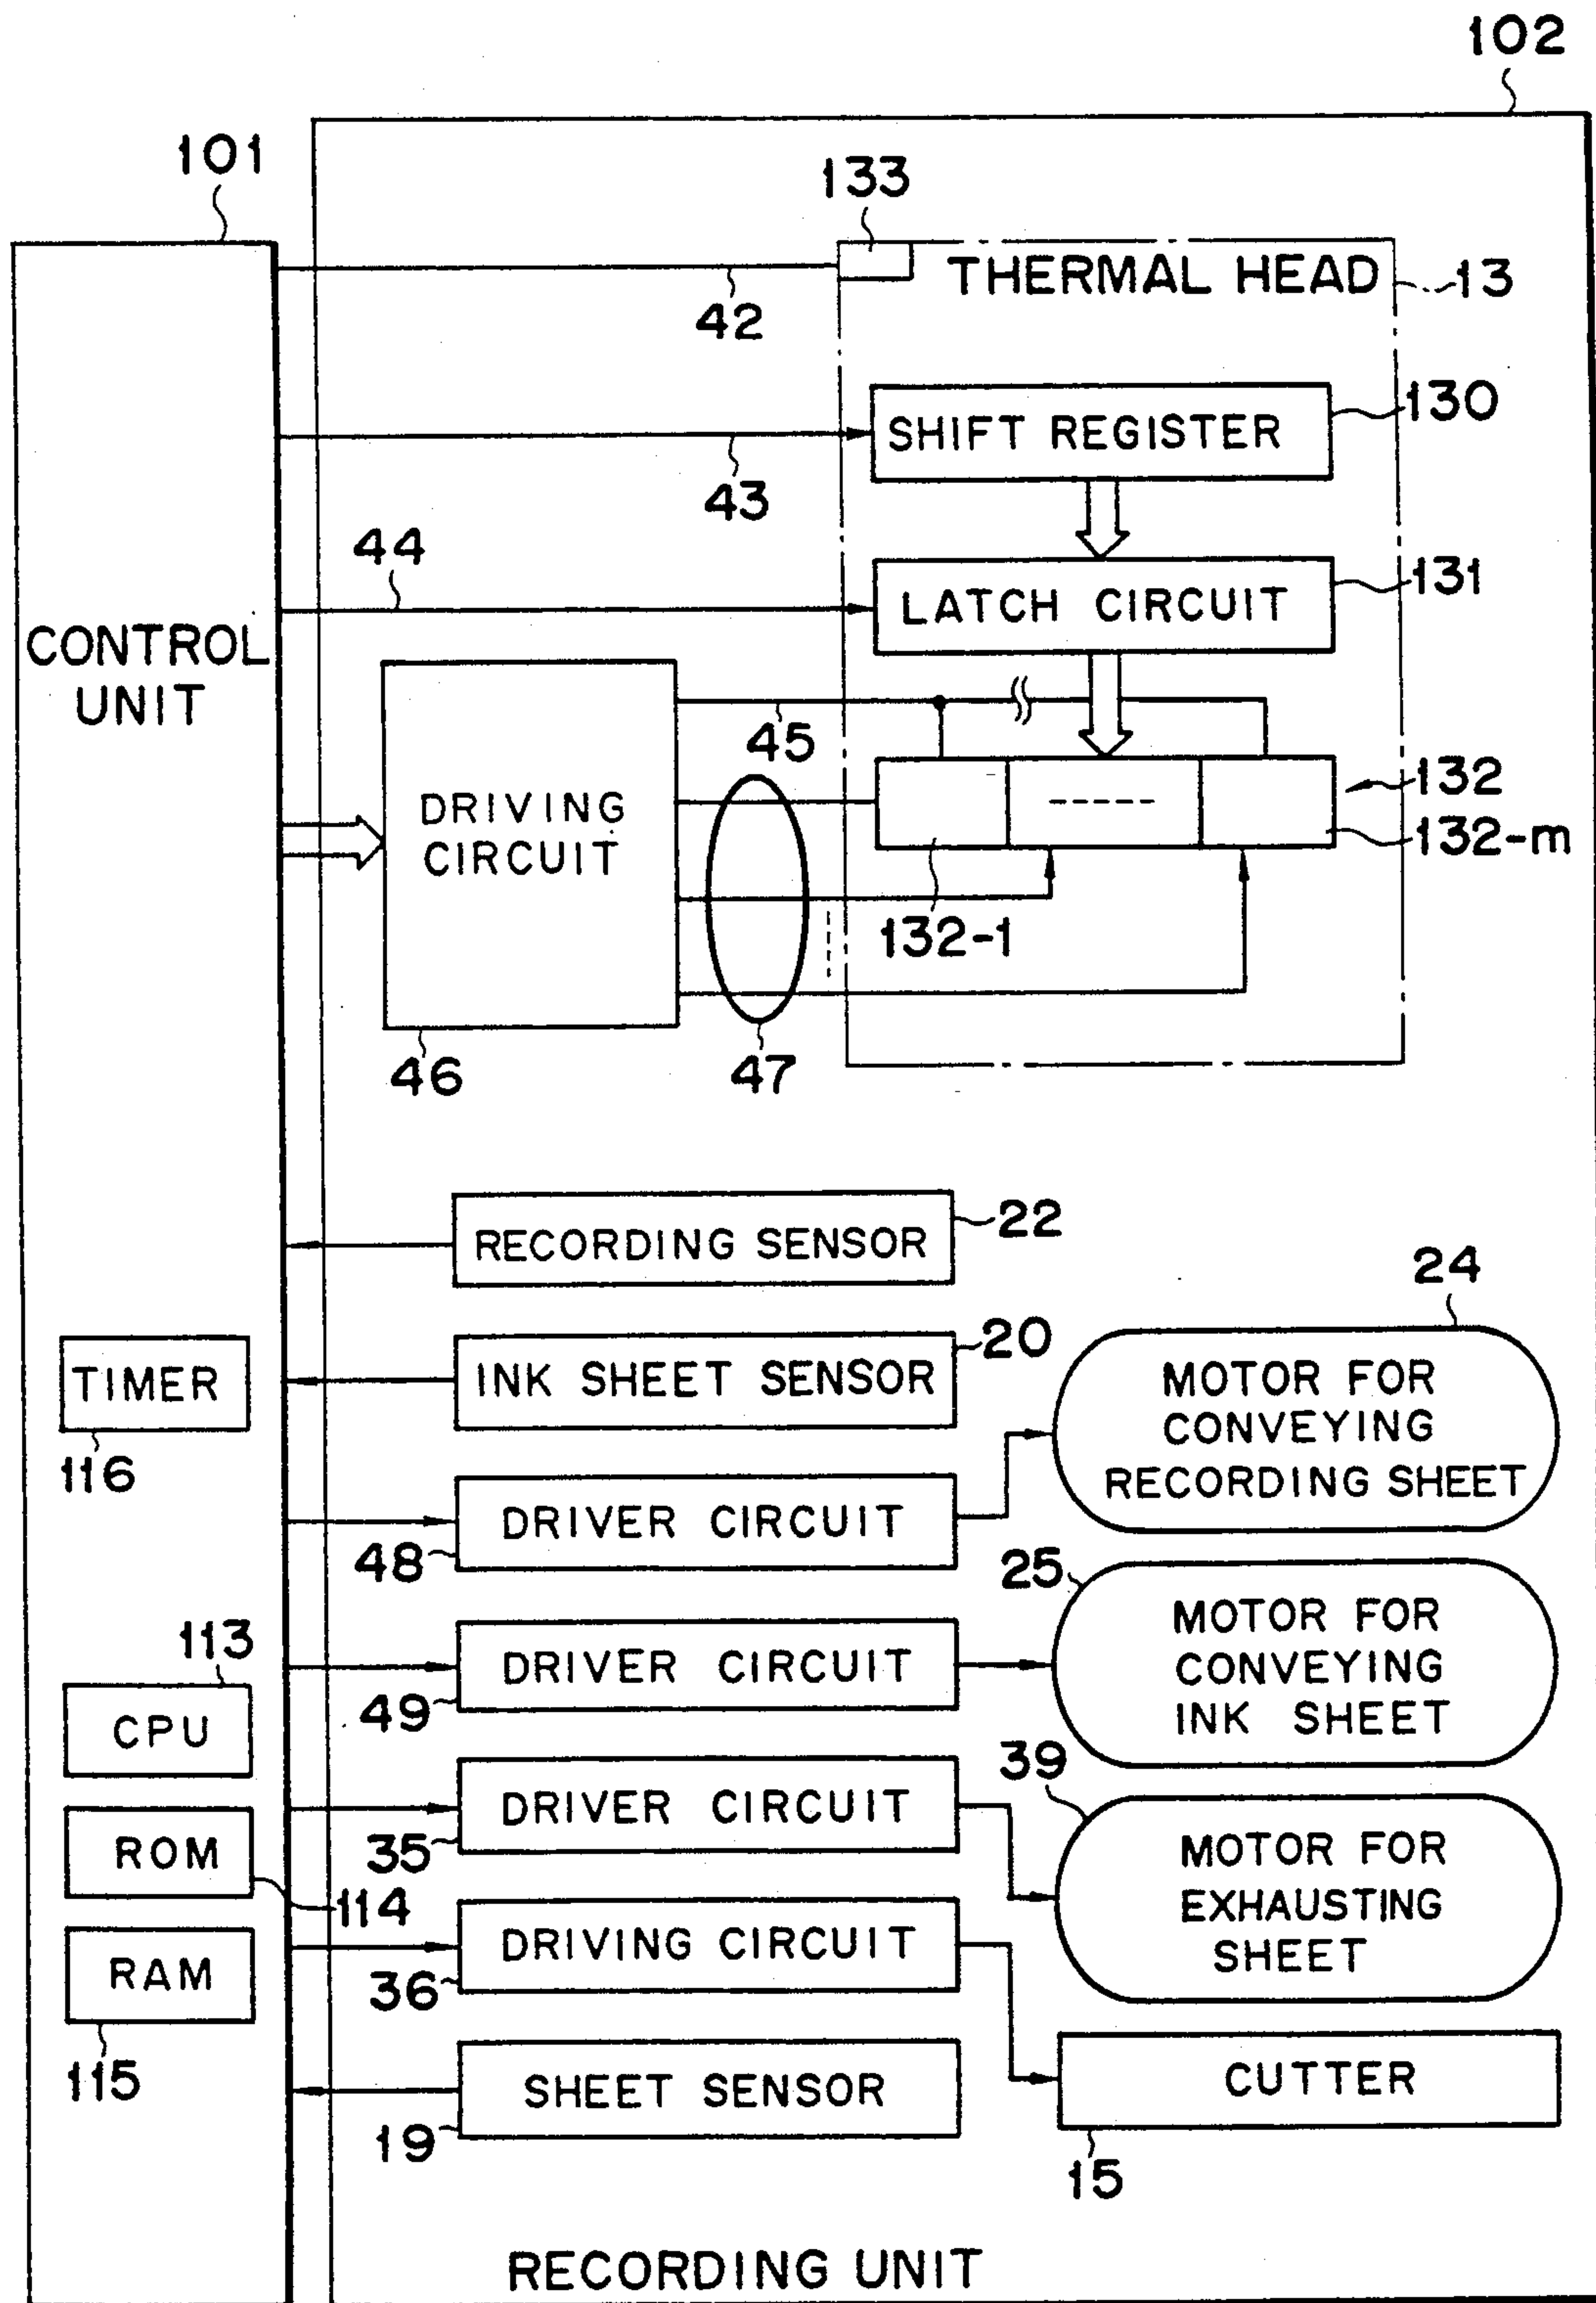 102
101
133
THERMAL HEAD
13
42
SHIFT REGISTER
130
43
44
LATCH CIRCUIT
131
CONTROL
UNIT
45
DRIVING
CIRCUIT
132
132-m
132-1
46
47
RECORDING SENSOR
22
24
TIMER
116
INK SHEET SENSOR
20
MOTOR FOR
CONVEYING
RECORDING SHEET
DRIVER CIRCUIT
48
25
113
CPU
DRIVER CIRCUIT
49
MOTOR FOR
CONVEYING
INK SHEET
39
ROM
114
DRIVER CIRCUIT
35
MOTOR FOR
EXHAUSTING
SHEET
RAM
115
DRIVING CIRCUIT
36
SHEET SENSOR
19
CUTTER
15
RECORDING UNIT